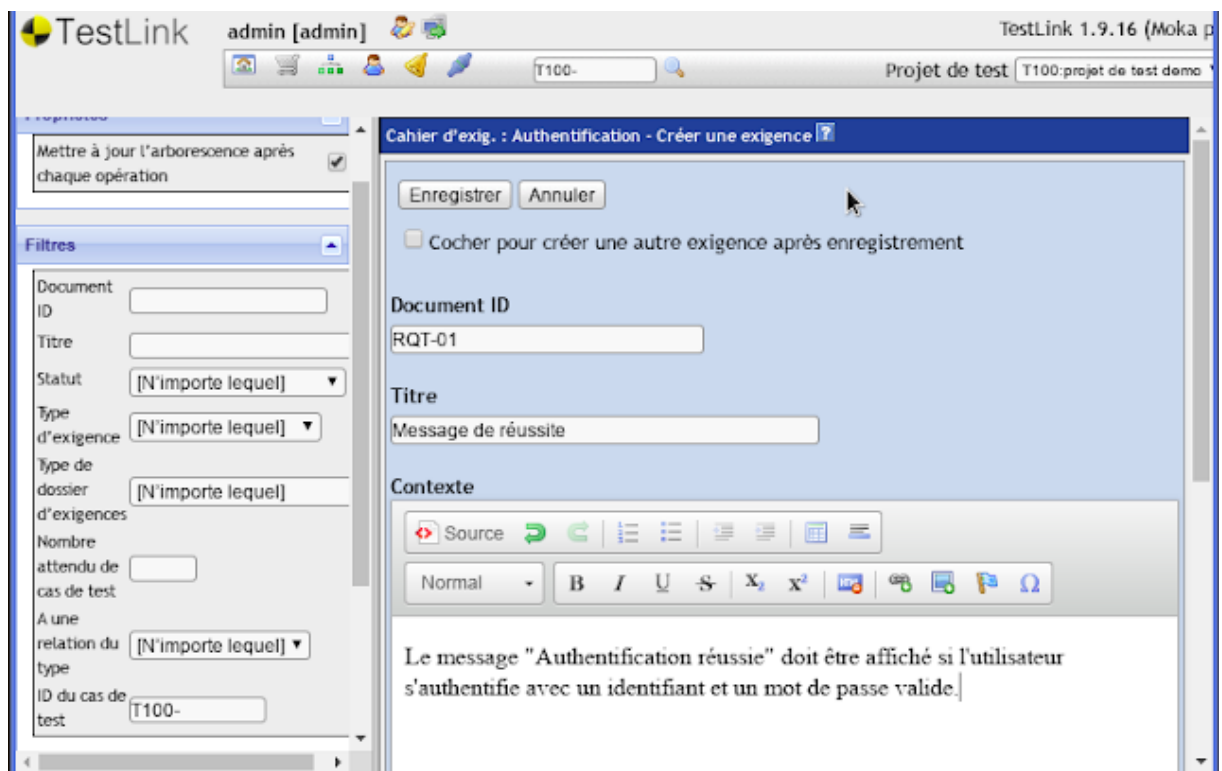 TestLink
admin [admin]
TestLink 1.9.16 (Moka p
T100-
Projet de test
T100:projet de test demo
Mettre à jour l'arborescence après
chaque opération
Filtres
Document
ID
Titre
Statut
[N'importe lequel]
Type
d'exigence
[N'importe lequel]
Type de
dossier
d'exigences
[N'importe lequel]
Nombre
attendu de
cas de test
A une
relation du
type
[N'importe lequel]
ID du cas de
test
T100-
Cahier d'exig. : Authentification - Créer une exigence ?
Enregistrer
Annuler
Cocher pour créer une autre exigence après enregistrement
Document ID
RQT-01
Titre
Message de réussite
Contexte
Source
Normal
B I U S X₂ X² Ω
Le message "Authentification réussie" doit être affiché si l'utilisateur
s'authentifie avec un identifiant et un mot de passe valide.